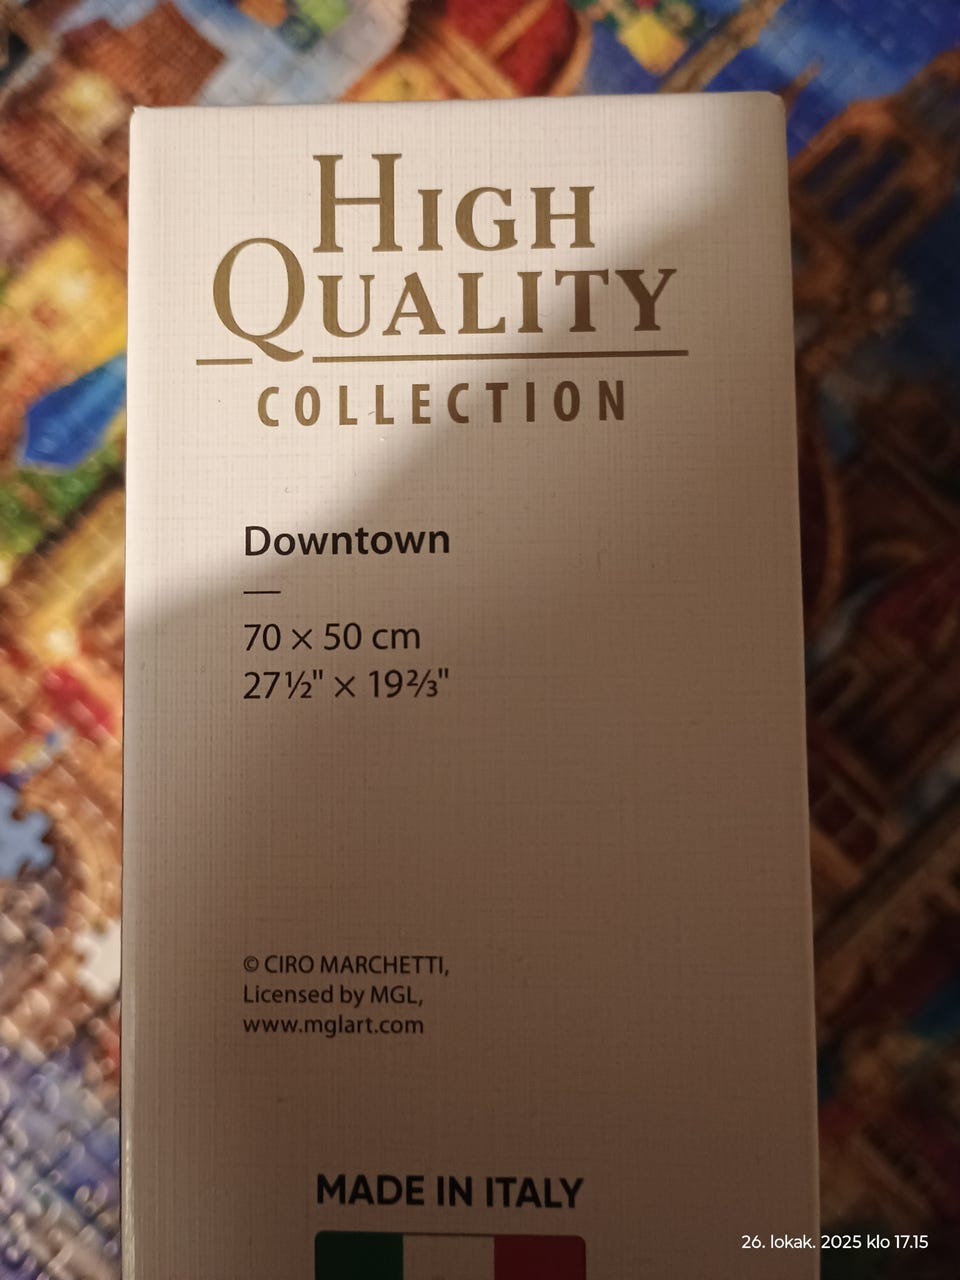 HIGH
QUALITY
COLLECTION
Downtown
—
70 × 50 cm
27½" × 19⅔"
© CIRO MARCHETTI,
Licensed by MGL,
www.mglart.com
MADE IN ITALY
26. lokak. 2025 klo 17.15